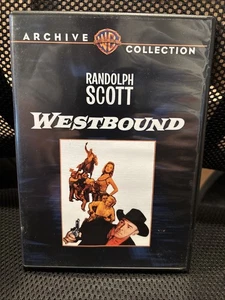 ARCHIVE WB COLLECTION
RANDOLPH
SCOTT
WESTBOUND